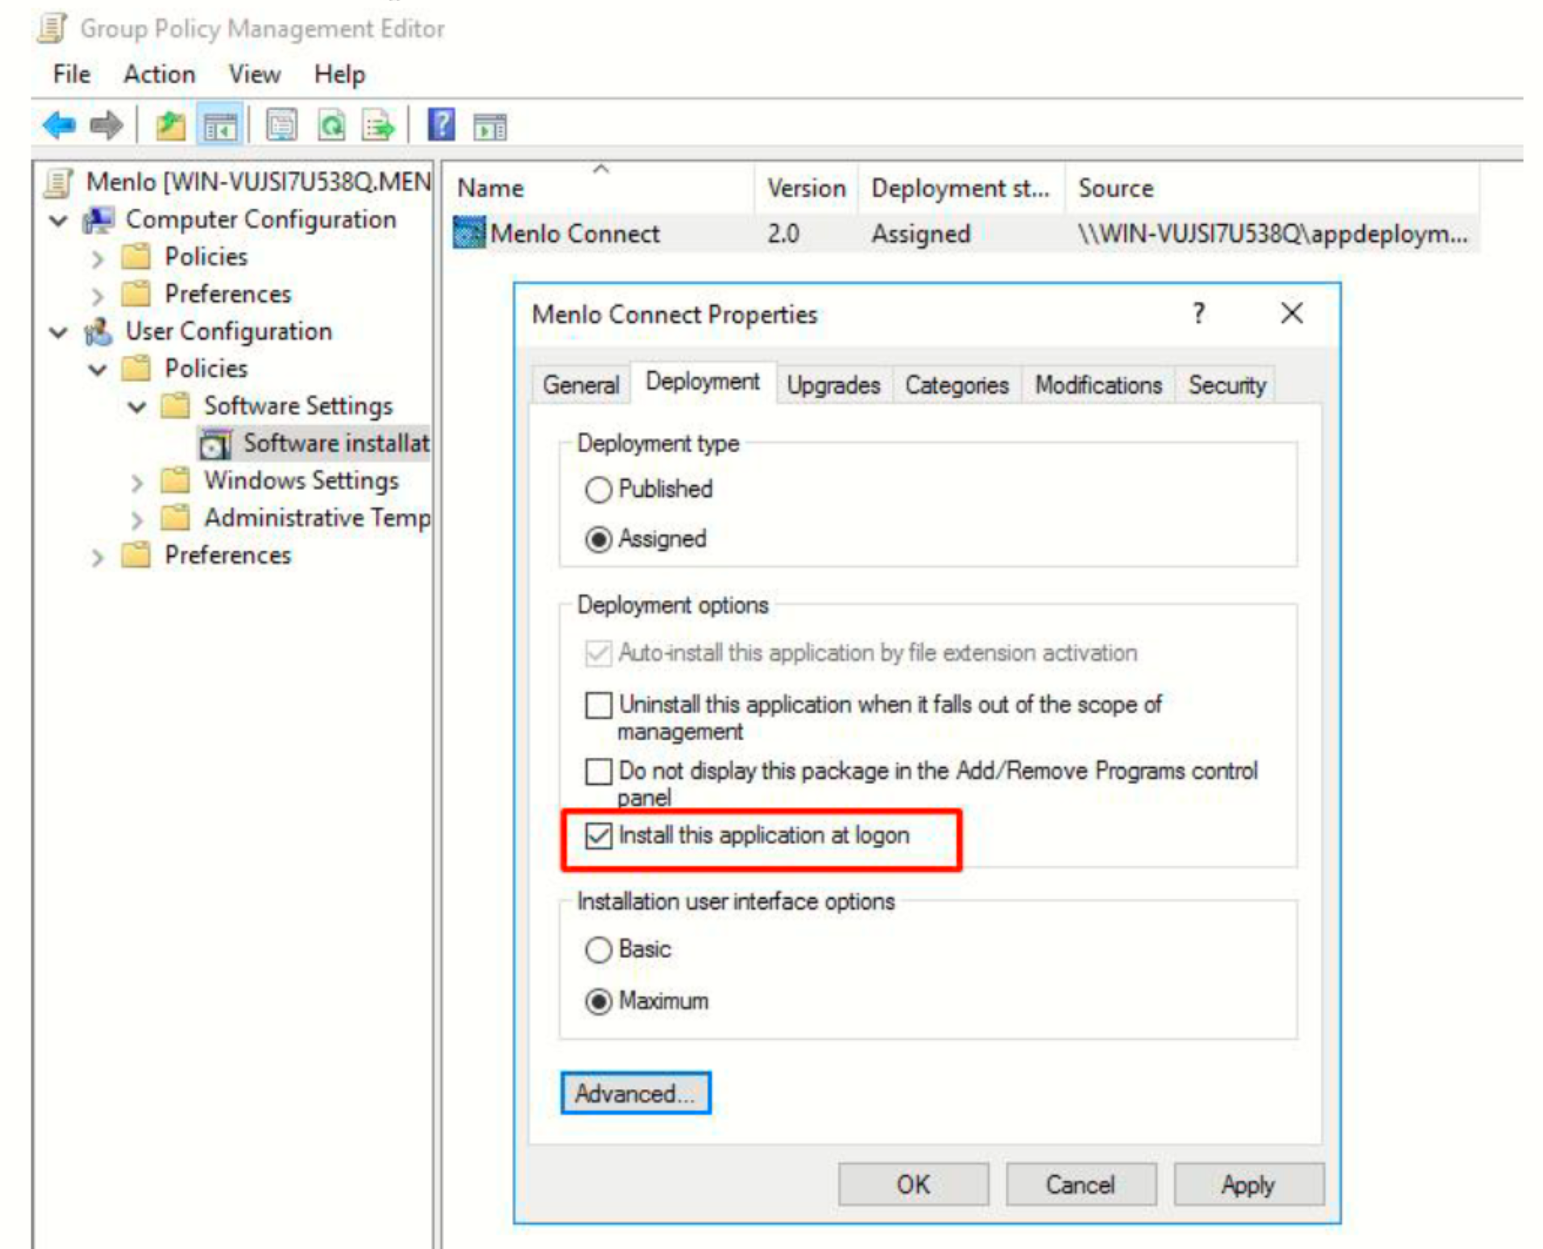 Group Policy Management Editor
File Action View Help
Menlo [WIN-VUJSI7U538Q.MEN
Computer Configuration
Policies
Preferences
User Configuration
Policies
Software Settings
Software installat
Windows Settings
Administrative Temp
Preferences
Name Version Deployment st... Source
Menlo Connect 2.0 Assigned \\WIN-VUJSI7U538Q\appdeploym...
Menlo Connect Properties ?
General Deployment Upgrades Categories Modifications Security
Deployment type
Published
Assigned
Deployment options
Auto-install this application by file extension activation
Uninstall this application when it falls out of the scope of
management
Do not display this package in the Add/Remove Programs control
panel
Install this application at logon
Installation user interface options
Basic
Maximum
Advanced...
OK Cancel Apply